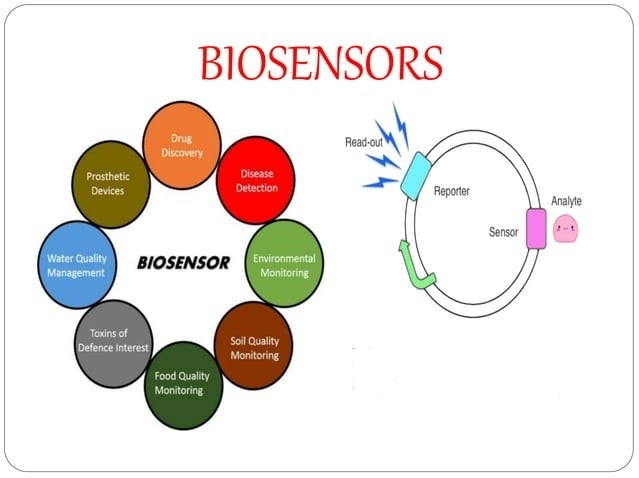 BIOSENSORS
Drug
Discovery
Disease
Detection
Environmental
Monitoring
Soil Quality
Monitoring
Food Quality
Monitoring
Toxins of
Defence Interest
Water Quality
Management
Prosthetic
Devices
BIOSENSOR
Read-out
Reporter
Analyte
Sensor